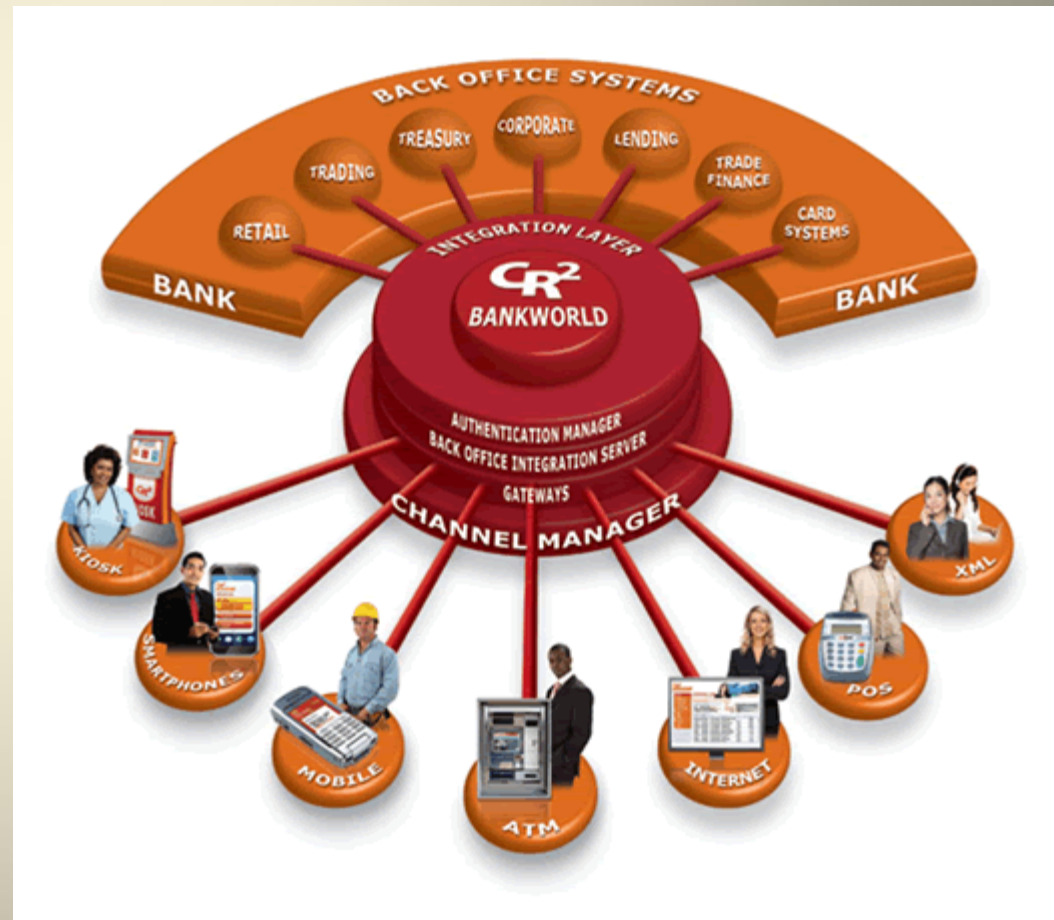 BACK OFFICE SYSTEMS
RETAIL
TRADING
TREASURY
CORPORATE
LENDING
TRADE
FINANCE
CARD
SYSTEMS
BANK
BANK
INTEGRATION LAYER
CR2
BANKWORLD
AUTHENTICATION MANAGER
BACK OFFICE INTEGRATION SERVER
GATEWAYS
CHANNEL MANAGER
KIOSK
SMARTPHONES
MOBILE
ATM
INTERNET
POS
XML